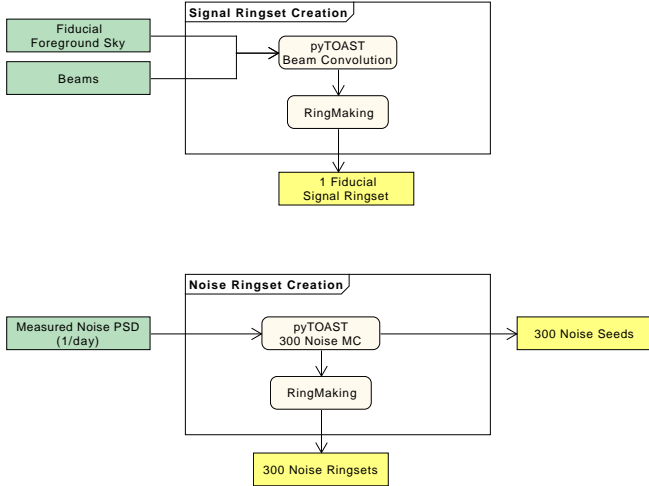 Signal Ringset Creation
Fiducial
Foreground Sky
Beams
pyTOAST
Beam Convolution
RingMaking
1 Fiducial
Signal Ringset
Noise Ringset Creation
Measured Noise PSD
(1/day)
pyTOAST
300 Noise MC
300 Noise Seeds
RingMaking
300 Noise Ringsets